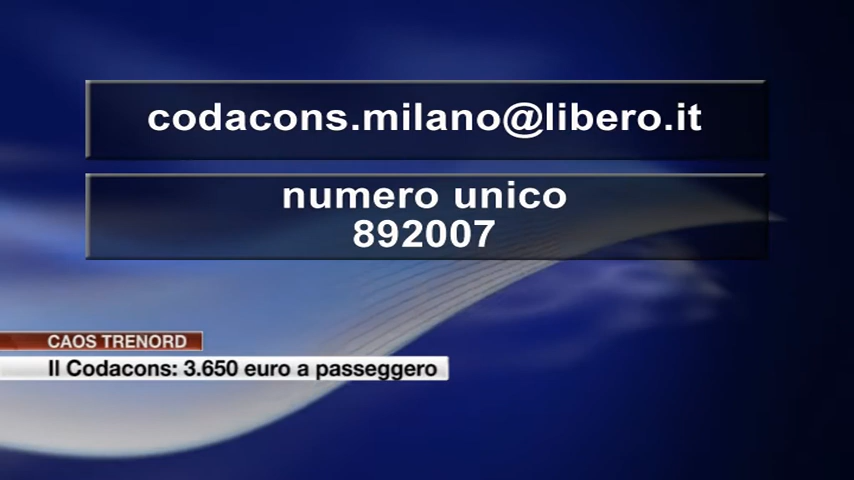 codacons.milano@libero.it
numero unico
892007
CAOS TRENORD
Il Codacons: 3.650 euro a passeggero